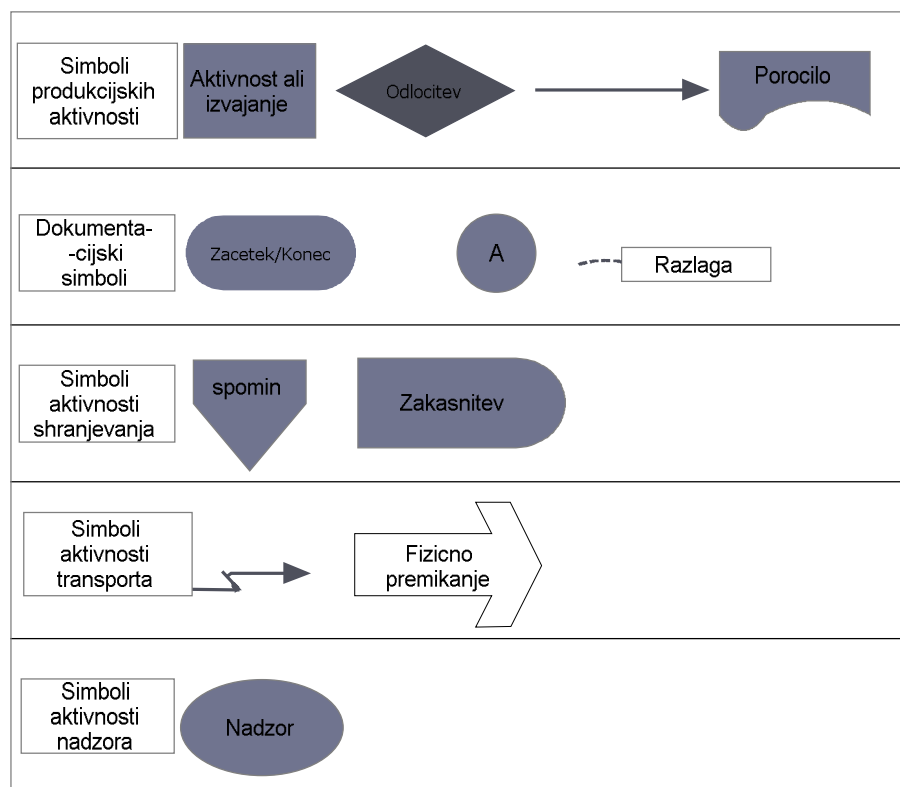 Simboli
produkcijskih
aktivnosti
Aktivnost ali
izvajanje
Odlocitev
Porocilo
Dokumenta-
-cijski
simboli
Zacetek/Konec
A
Razlaga
Simboli
aktivnosti
shranjevanja
spomin
Zakasnitev
Simboli
aktivnosti
transporta
Fizicno
premikanje
Simboli
aktivnosti
nadzora
Nadzor